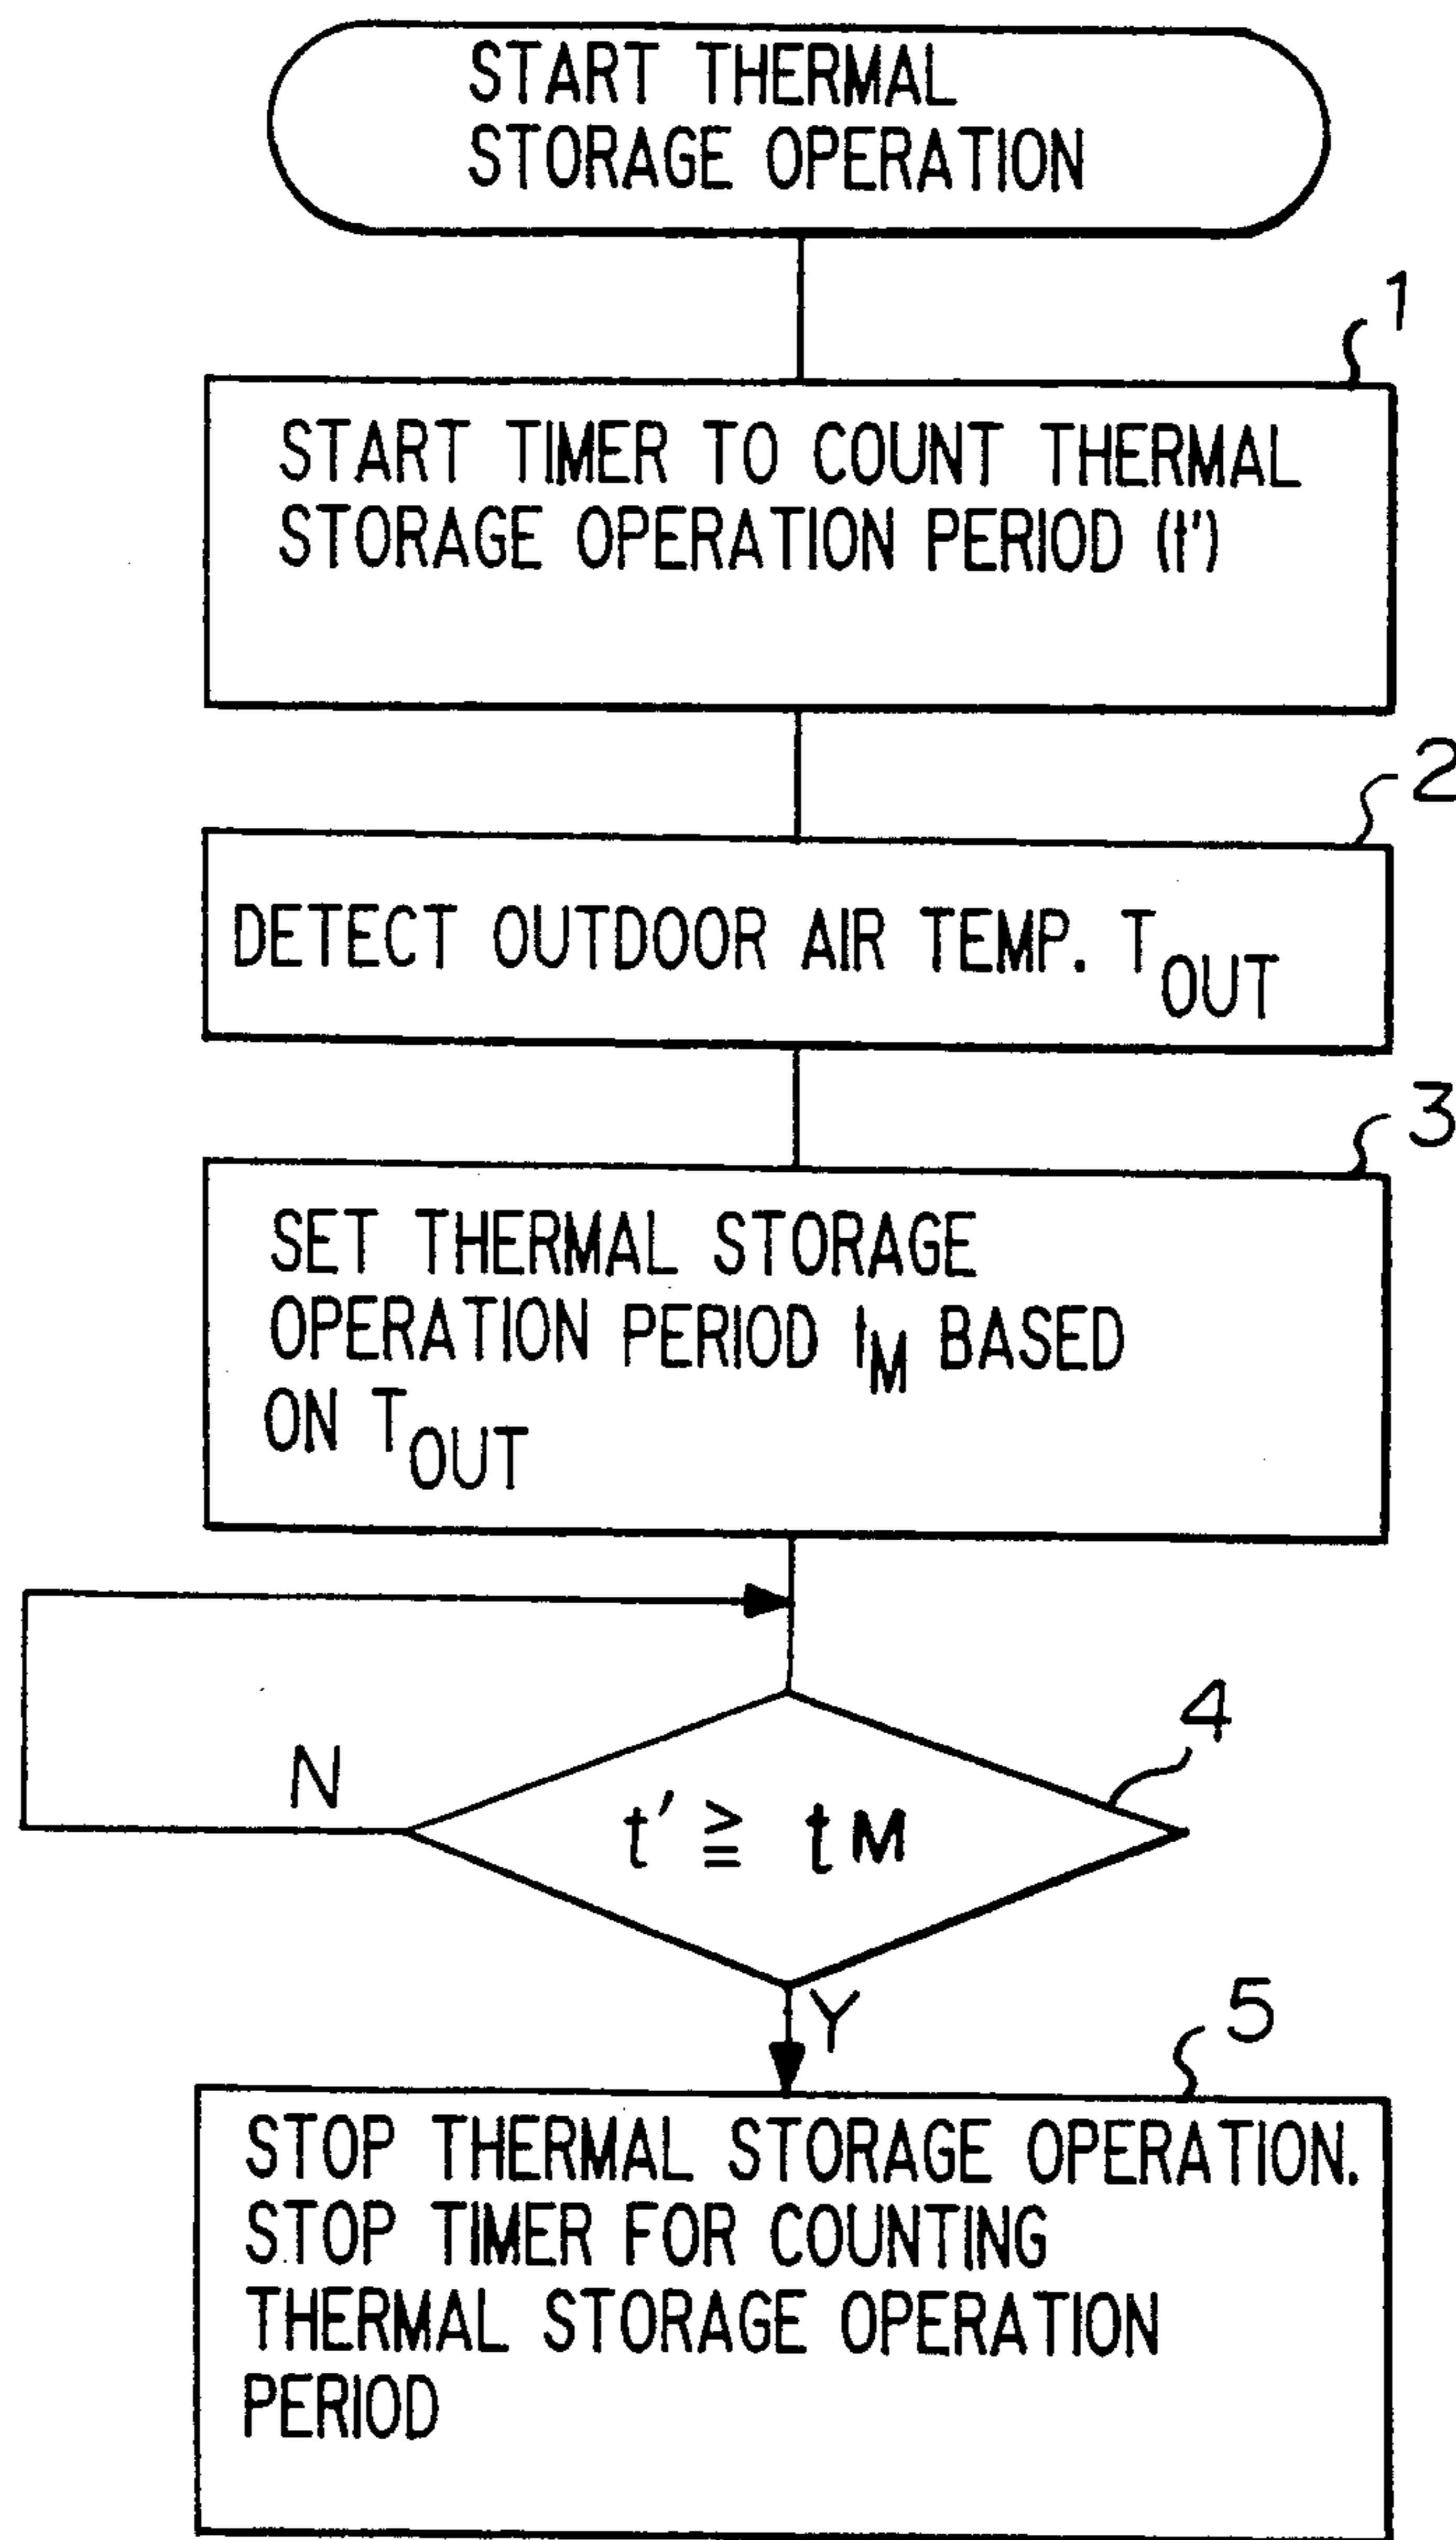 START THERMAL
STORAGE OPERATION
1
START TIMER TO COUNT THERMAL
STORAGE OPERATION PERIOD (t')
2
DETECT OUTDOOR AIR TEMP. T OUT
3
SET THERMAL STORAGE
OPERATION PERIOD tM BASED
ON T OUT
4
N
t' ≧ tM
Y
5
STOP THERMAL STORAGE OPERATION.
STOP TIMER FOR COUNTING
THERMAL STORAGE OPERATION
PERIOD